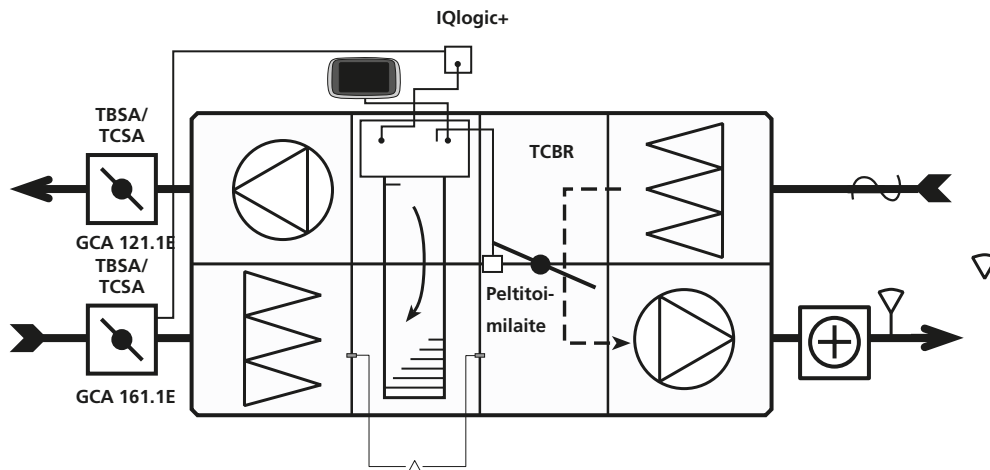 IQlogic+
TBSA/
TCSA
TCBR
GCA 121.1E
TBSA/
TCSA
Peltitoi-
milaite
GCA 161.1E